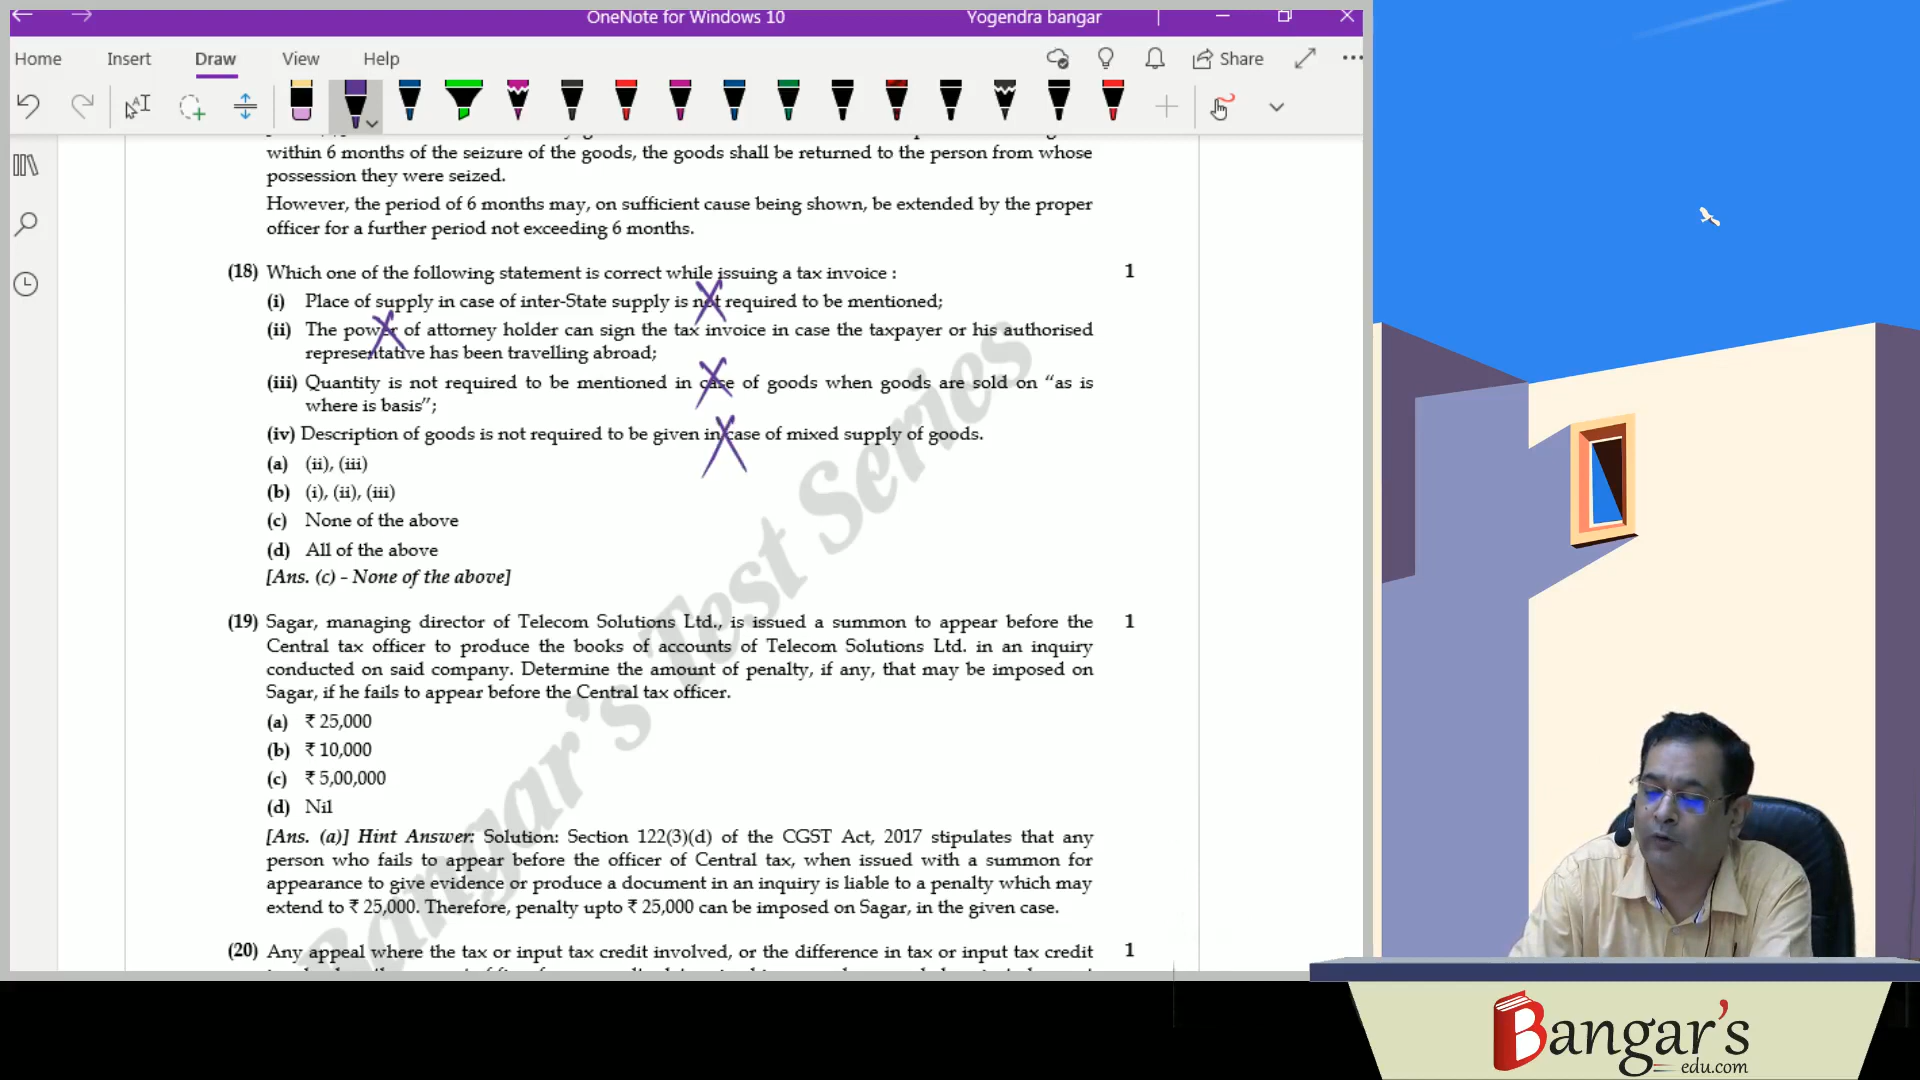 OneNote for Windows 10
Yogendra bangar
Home Insert Draw View Help
Share
within 6 months of the seizure of the goods, the goods shall be returned to the person from whose
possession they were seized.
However, the period of 6 months may, on sufficient cause being shown, be extended by the proper
officer for a further period not exceeding 6 months.
(18) Which one of the following statement is correct while issuing a tax invoice : 1
(i) Place of supply in case of inter-State supply is not required to be mentioned;
(ii) The power of attorney holder can sign the tax invoice in case the taxpayer or his authorised
representative has been travelling abroad;
(iii) Quantity is not required to be mentioned in case of goods when goods are sold on “as is
where is basis”;
(iv) Description of goods is not required to be given in case of mixed supply of goods.
(a) (ii), (iii)
(b) (i), (ii), (iii)
(c) None of the above
(d) All of the above
[Ans. (c) - None of the above]
(19) Sagar, managing director of Telecom Solutions Ltd., is issued a summon to appear before the 1
Central tax officer to produce the books of accounts of Telecom Solutions Ltd. in an inquiry
conducted on said company. Determine the amount of penalty, if any, that may be imposed on
Sagar, if he fails to appear before the Central tax officer.
(a) ₹ 25,000
(b) ₹ 10,000
(c) ₹ 5,00,000
(d) Nil
[Ans. (a)] Hint Answer: Solution: Section 122(3)(d) of the CGST Act, 2017 stipulates that any
person who fails to appear before the officer of Central tax, when issued with a summon for
appearance to give evidence or produce a document in an inquiry is liable to a penalty which may
extend to ₹ 25,000. Therefore, penalty upto ₹ 25,000 can be imposed on Sagar, in the given case.
(20) Any appeal where the tax or input tax credit involved, or the difference in tax or input tax credit 1
Bangar's Test Series
Bangar's
edu.com